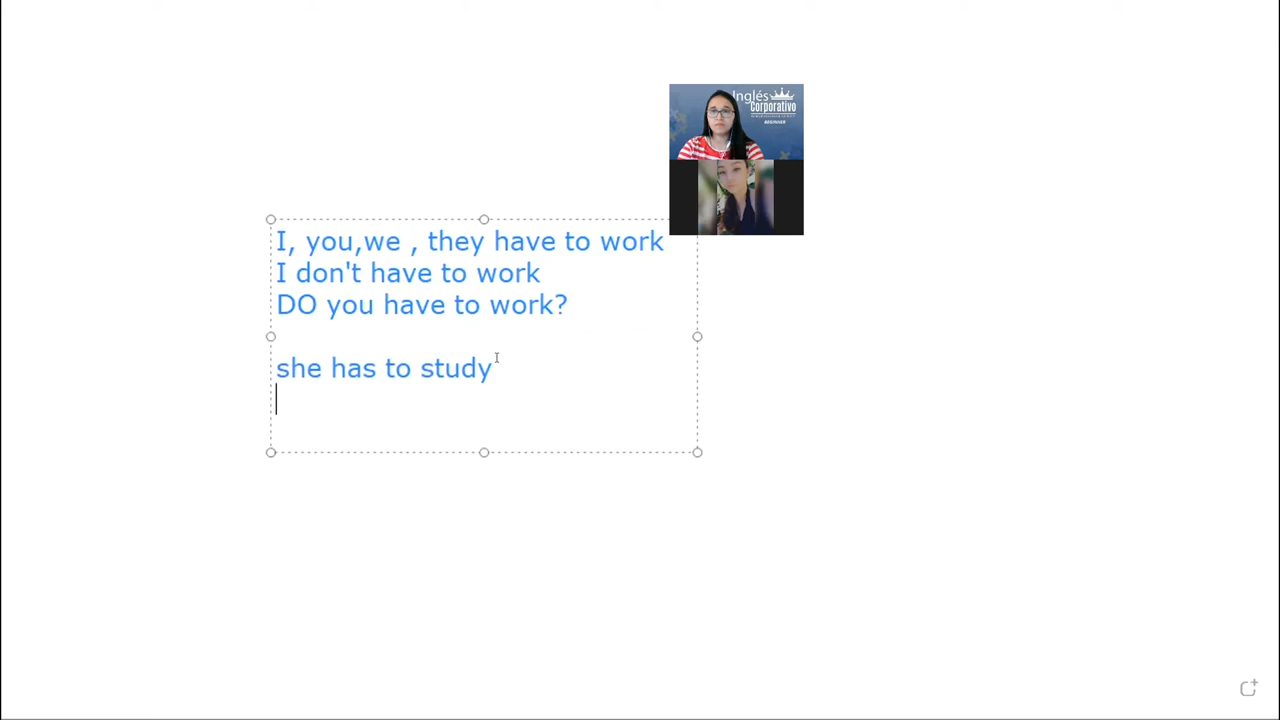 Inglés
Corporativo
BEGINNER
I, you,we , they have to work
I don't have to work
DO you have to work?
she has to study